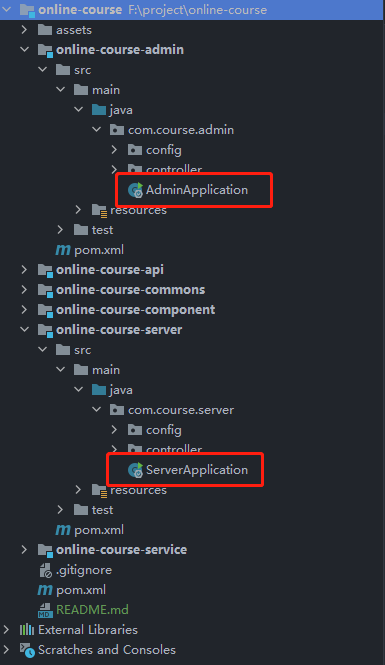 online-course F:\project\online-course
assets
online-course-admin
src
main
java
com.course.admin
config
controller
AdminApplication
resources
test
pom.xml
online-course-api
online-course-commons
online-course-component
online-course-server
src
main
java
com.course.server
config
controller
ServerApplication
resources
test
pom.xml
online-course-service
.gitignore
pom.xml
README.md
External Libraries
Scratches and Consoles